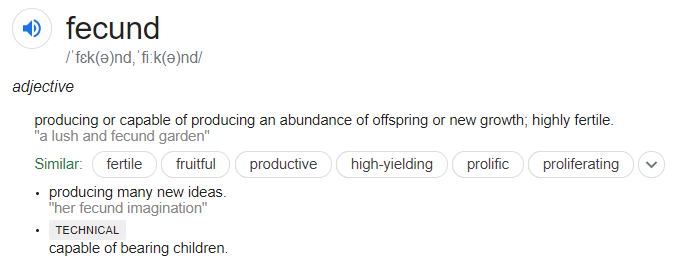 fecund
/ˈfɛk(ə)nd,ˈfiːk(ə)nd/
adjective
producing or capable of producing an abundance of offspring or new growth; highly fertile.
"a lush and fecund garden"
Similar: fertile fruitful productive high-yielding prolific proliferating
• producing many new ideas.
"her fecund imagination"
• TECHNICAL
capable of bearing children.